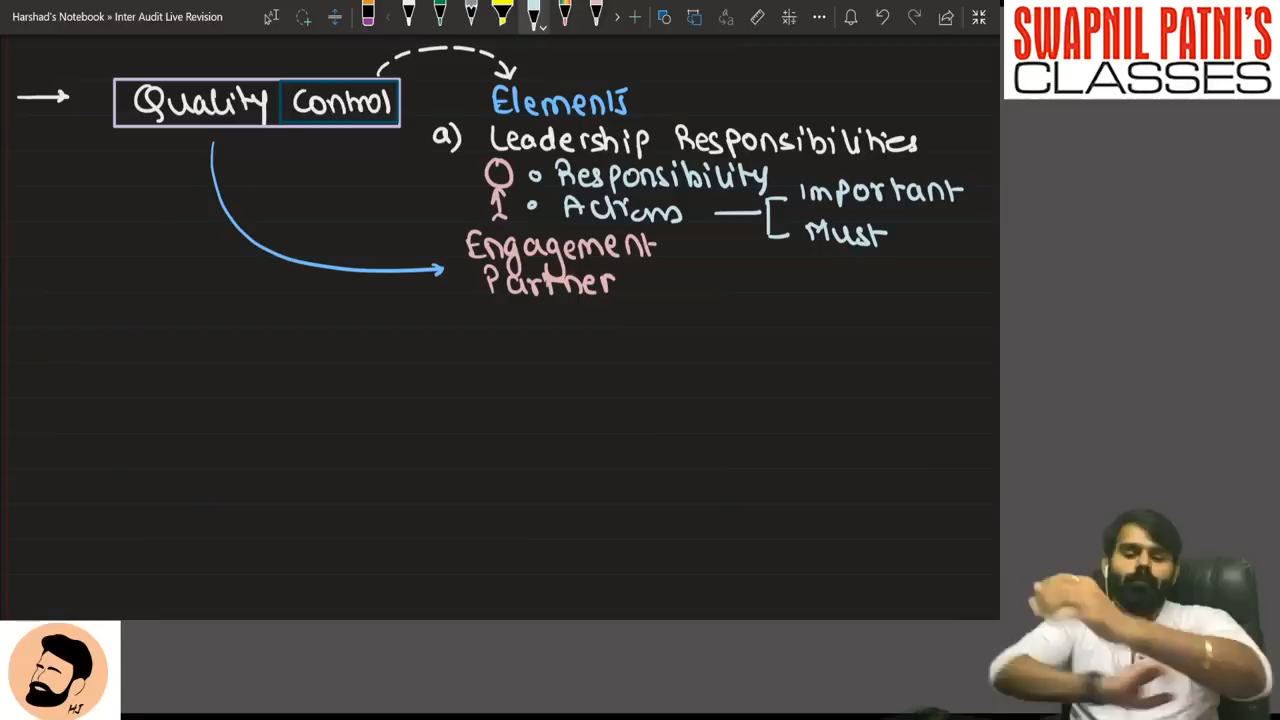 Harshad's Notebook » Inter Audit Live Revision
SWAPNIL PATNI'S
CLASSES
Quality Control
Elements
a) Leadership Responsibilities
Responsibility
Actions
Important
Must
Engagement
Partner
HJ